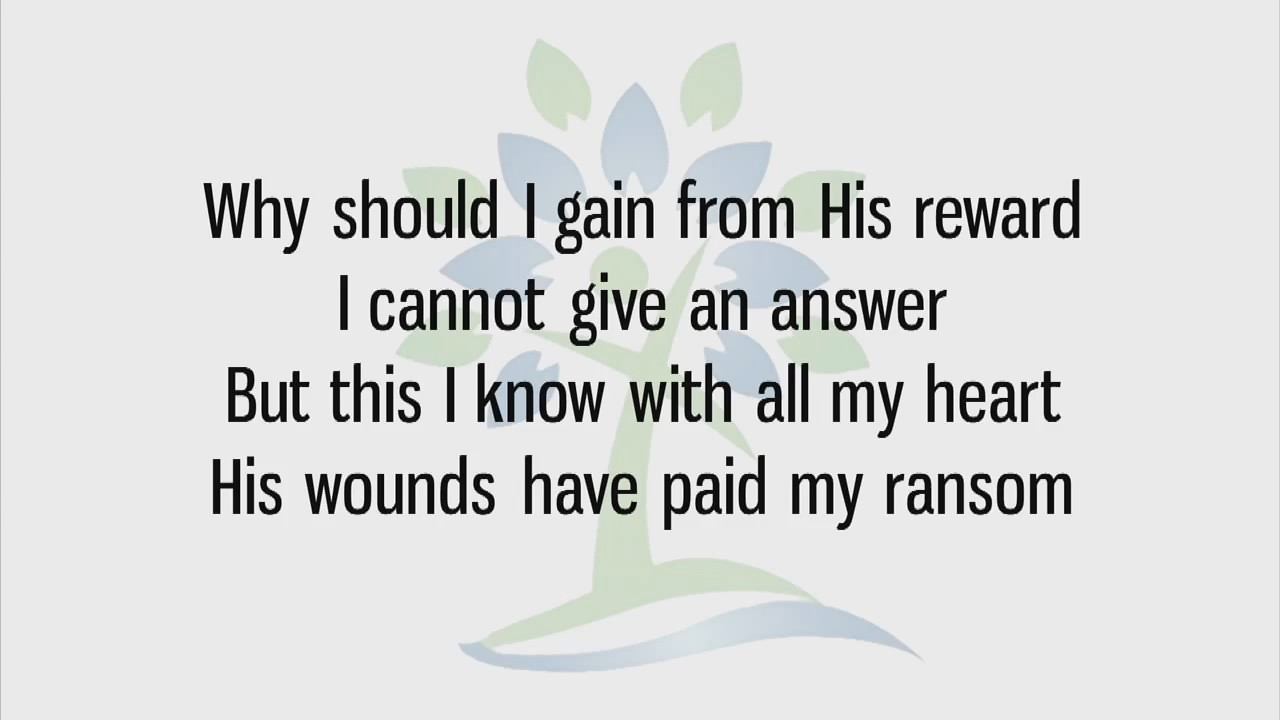 Why should I gain from His reward
I cannot give an answer
But this I know with all my heart
His wounds have paid my ransom